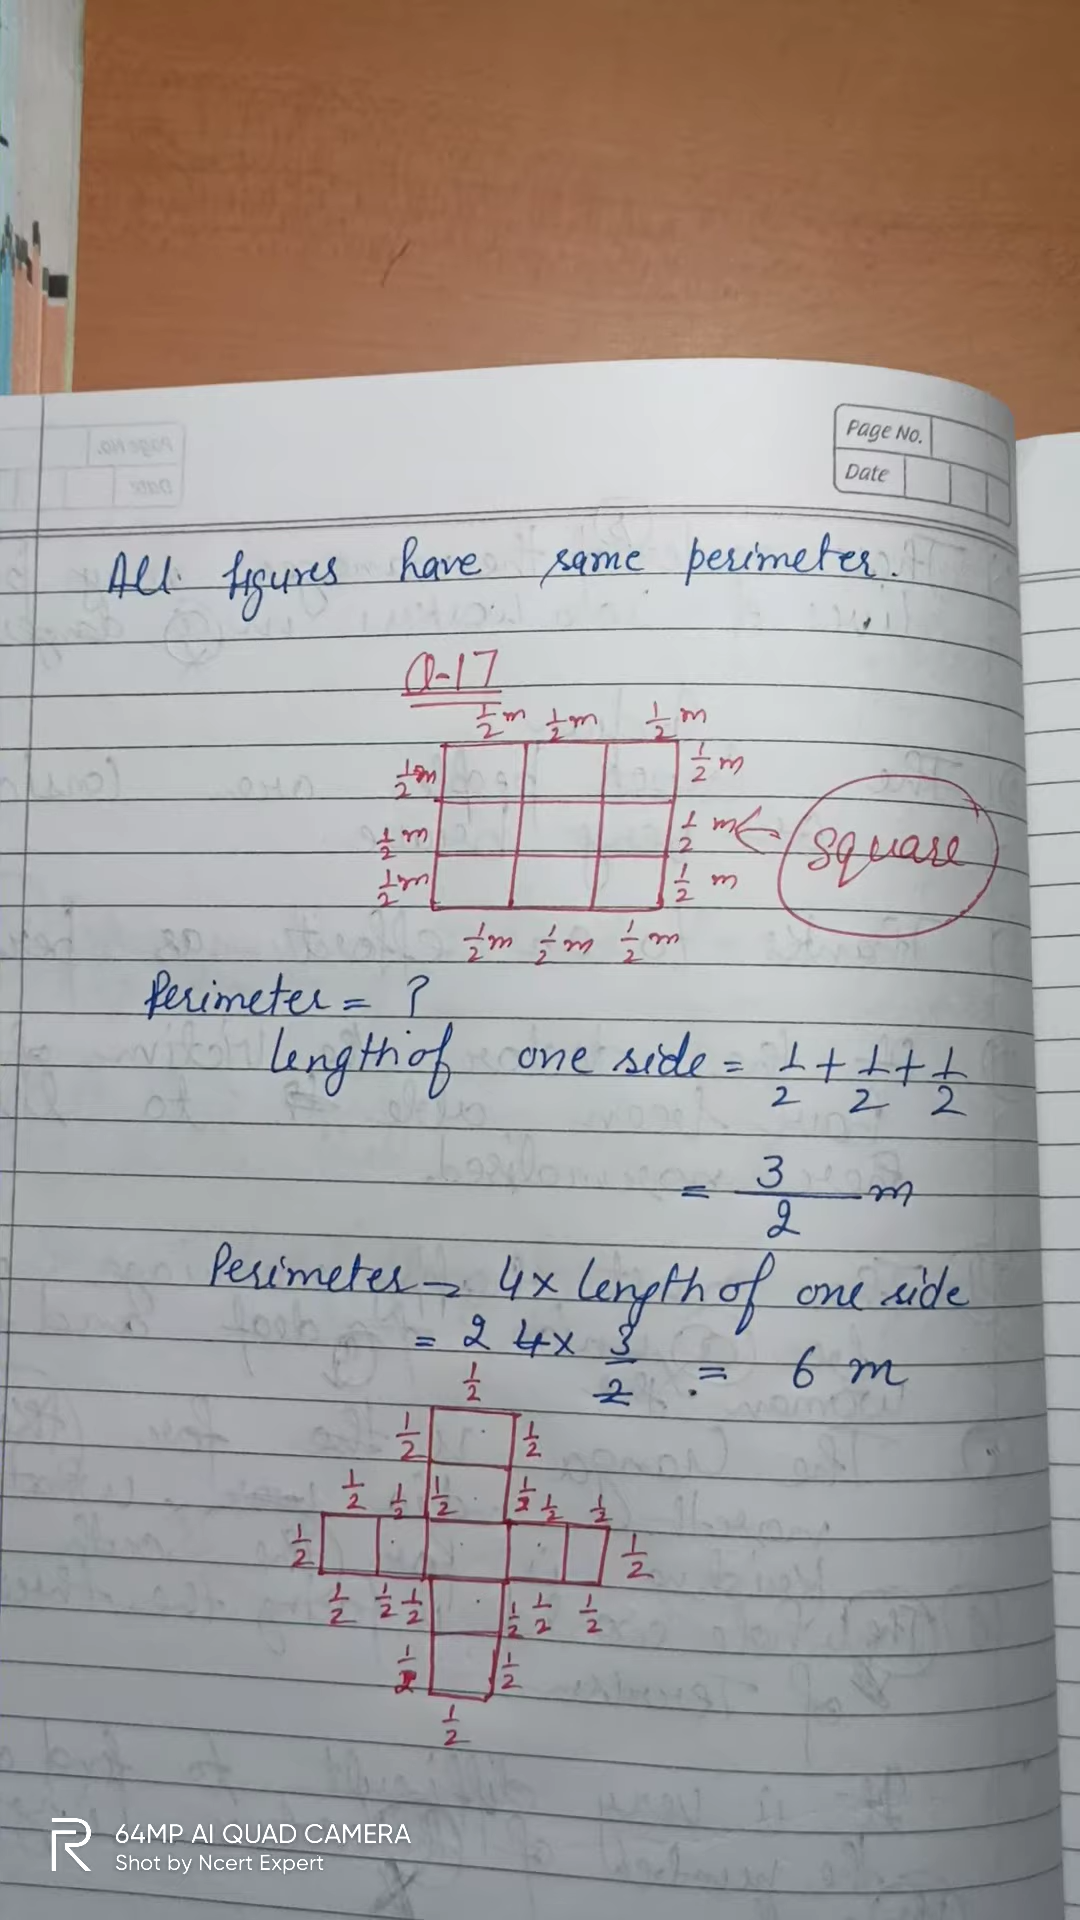 Page No.
Date
All figures have same perimeter.
Q-17
1/2 m 1/2 m 1/2 m
1/2 m 1/2 m
1/2 m 1/2 m ← square
1/2 m 1/2 m
1/2 m 1/2 m 1/2 m
Perimeter = ?
length of one side = 1/2 + 1/2 + 1/2
= 3/2 m
Perimeter = 4 x length of one side
= 2 4 x 3/2 = 6 m
1/2
1/2 1/2
1/2 1/2 1/2 1/2 1/2 1/2
1/2 1/2
1/2 1/2 1/2 1/2 1/2 1/2
1/2 1/2
1/2
64MP AI QUAD CAMERA
Shot by Ncert Expert